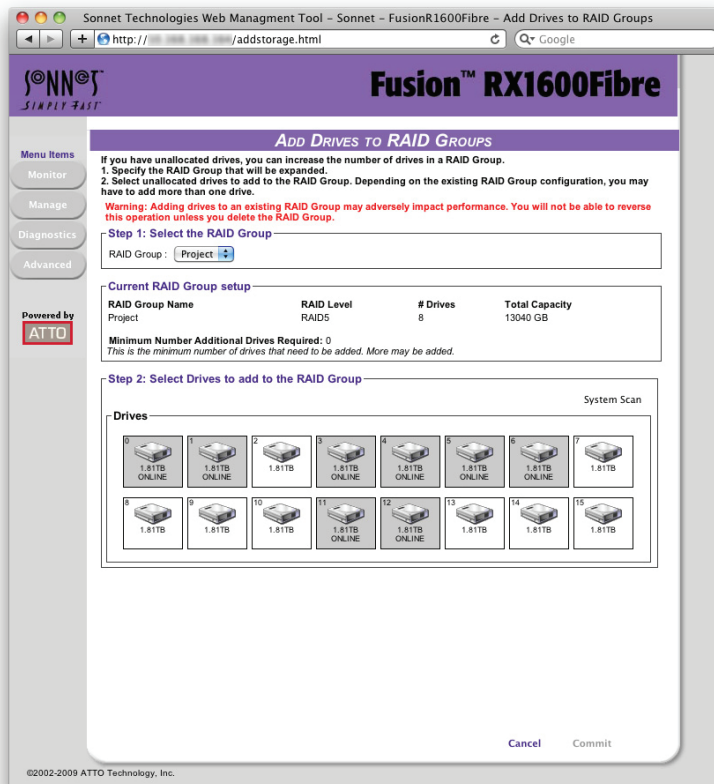 Sonnet Technologies Web Managment Tool – Sonnet – FusionR1600Fibre – Add Drives to RAID Groups
http:// /addstorage.html
Google
SONNET™
SIMPLY FAST
Fusion™ RX1600Fibre
ADD DRIVES TO RAID GROUPS
Menu Items
Monitor
Manage
Diagnostics
Advanced
Powered by
ATTO
If you have unallocated drives, you can increase the number of drives in a RAID Group.
1. Specify the RAID Group that will be expanded.
2. Select unallocated drives to add to the RAID Group. Depending on the existing RAID Group configuration, you may
have to add more than one drive.
Warning: Adding drives to an existing RAID Group may adversely impact performance. You will not be able to reverse
this operation unless you delete the RAID Group.
Step 1: Select the RAID Group
RAID Group : Project
Current RAID Group setup
RAID Group Name RAID Level # Drives Total Capacity
Project RAID5 8 13040 GB
Minimum Number Additional Drives Required: 0
This is the minimum number of drives that need to be added. More may be added.
Step 2: Select Drives to add to the RAID Group
System Scan
Drives
0 1 2 3 4 5 6 7
1.81TB 1.81TB 1.81TB 1.81TB 1.81TB 1.81TB 1.81TB 1.81TB
ONLINE ONLINE ONLINE ONLINE ONLINE ONLINE
8 9 10 11 12 13 14 15
1.81TB 1.81TB 1.81TB 1.81TB 1.81TB 1.81TB 1.81TB 1.81TB
ONLINE ONLINE
Cancel Commit
©2002-2009 ATTO Technology, Inc.